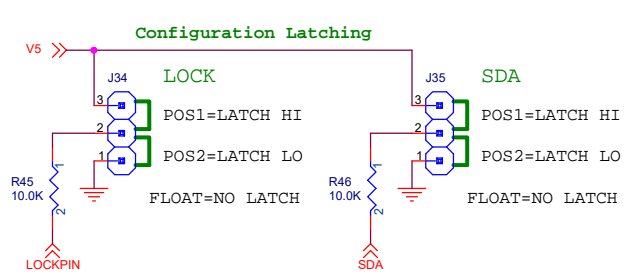 Configuration Latching
V5
J34
LOCK
3
POS1=LATCH HI
2
POS2=LATCH LO
1
R45
10.0K
1
2
FLOAT=NO LATCH
LOCKPIN
J35
SDA
3
POS1=LATCH HI
2
POS2=LATCH LO
1
R46
10.0K
1
2
FLOAT=NO LATCH
SDA